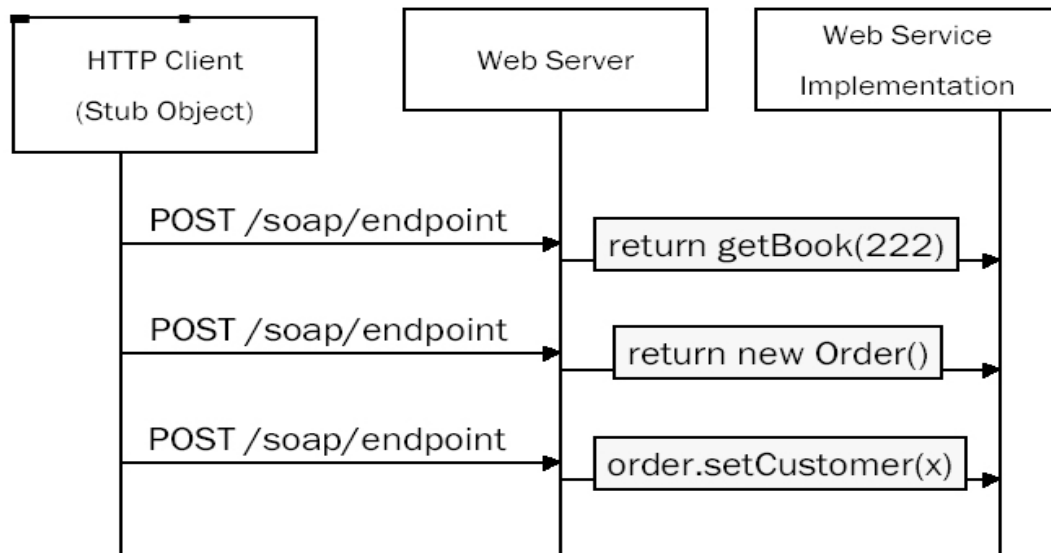 HTTP Client
(Stub Object)
Web Server
Web Service
Implementation
POST /soap/endpoint
return getBook(222)
POST /soap/endpoint
return new Order()
POST /soap/endpoint
order.setCustomer(x)